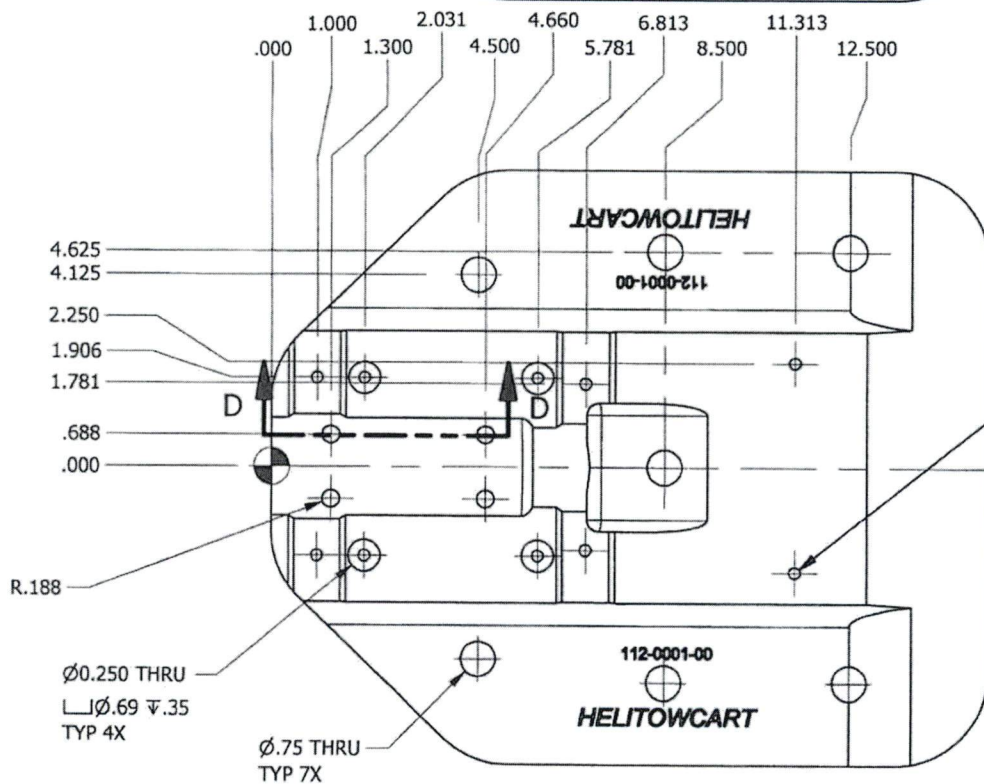 1.000 2.031 4.660 6.813 11.313
.000 1.300 4.500 5.781 8.500 12.500
HELITOWCART
112-0001-00
4.625
4.125
2.250
1.906
1.781
D D
.688
.000
R.188
Ø0.250 THRU
⌴Ø.69 ↧.35
TYP 4X
Ø.75 THRU
TYP 7X
112-0001-00
HELITOWCART